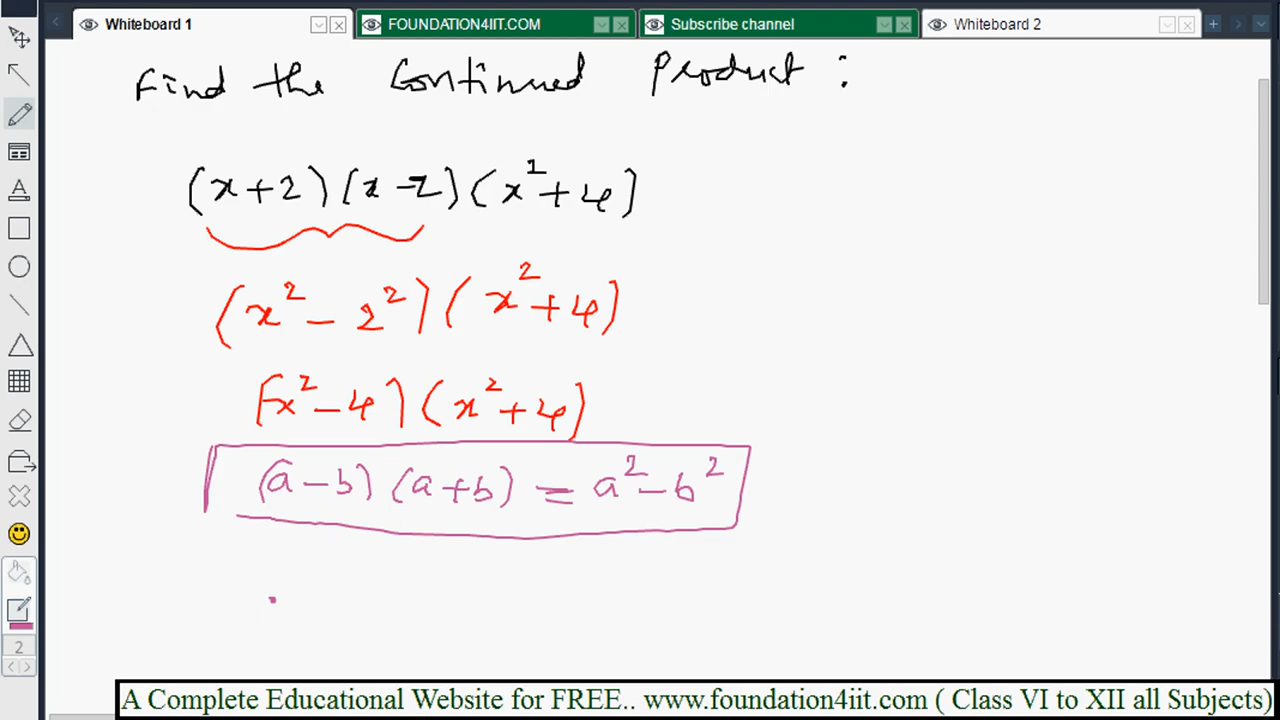 Whiteboard 1 FOUNDATION4IIT.COM Subscribe channel Whiteboard 2
Find the Continued Product :
(x+2)(x-2)(x²+4)
(x²-2²)(x²+4)
(x²-4)(x²+4)
(a-b)(a+b) = a²-b²
2
A Complete Educational Website for FREE.. www.foundation4iit.com ( Class VI to XII all Subjects)